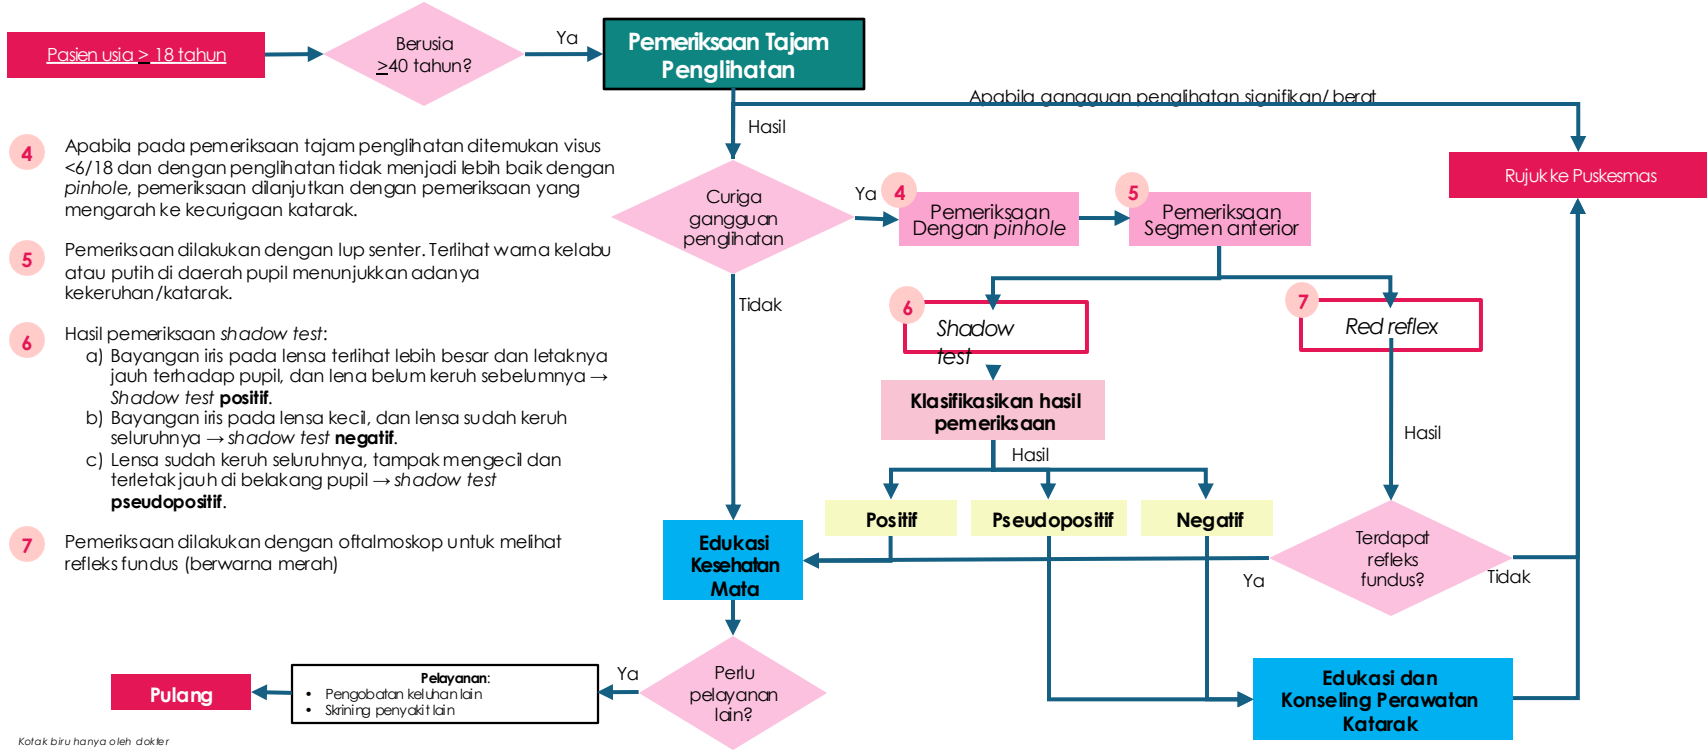 Pasien usia > 18 tahun
Berusia
>40 tahun?
Ya
Pemeriksaan Tajam
Penglihatan
Apabila gangguan penglihatan signifikan/ berat
Hasil
Rujuk ke Puskesmas
4
Apabila pada pemeriksaan tajam penglihatan ditemukan visus
<6/18 dan dengan penglihatan tidak menjadi lebih baik dengan
pinhole, pemeriksaan dilanjutkan dengan pemeriksaan yang
mengarah ke kecurigaan katarak.
5
Pemeriksaan dilakukan dengan lup senter. Terlihat warna kelabu
atau putih di daerah pupil menunjukkan adanya
kekeruhan/katarak.
6
Hasil pemeriksaan shadow test:
a) Bayangan iris pada lensa terlihat lebih besar dan letaknya
jauh terhadap pupil, dan lena belum keruh sebelumnya →
Shadow test positif.
b) Bayangan iris pada lensa kecil, dan lensa sudah keruh
seluruhnya → shadow test negatif.
c) Lensa sudah keruh seluruhnya, tampak mengecil dan
terletak jauh di belakang pupil → shadow test
pseudopositif.
7
Pemeriksaan dilakukan dengan oftalmoskop untuk melihat
refleks fundus (berwarna merah)
Curiga
gangguan
penglihatan
Ya
4
Pemeriksaan
Dengan pinhole
5
Pemeriksaan
Segmen anterior
Tidak
6
Shadow
test
7
Red reflex
Klasifikasikan hasil
pemeriksaan
Hasil
Hasil
Positif
Pseudopositif
Negatif
Terdapat
refleks
fundus?
Ya
Tidak
Edukasi
Kesehatan
Mata
Edukasi dan
Konseling Perawatan
Katarak
Perlu
pelayanan
lain?
Ya
Pelayanan:
• Pengobatan keluhan lain
• Skrining penyakit lain
Pulang
Kotak biru hanya oleh dokter